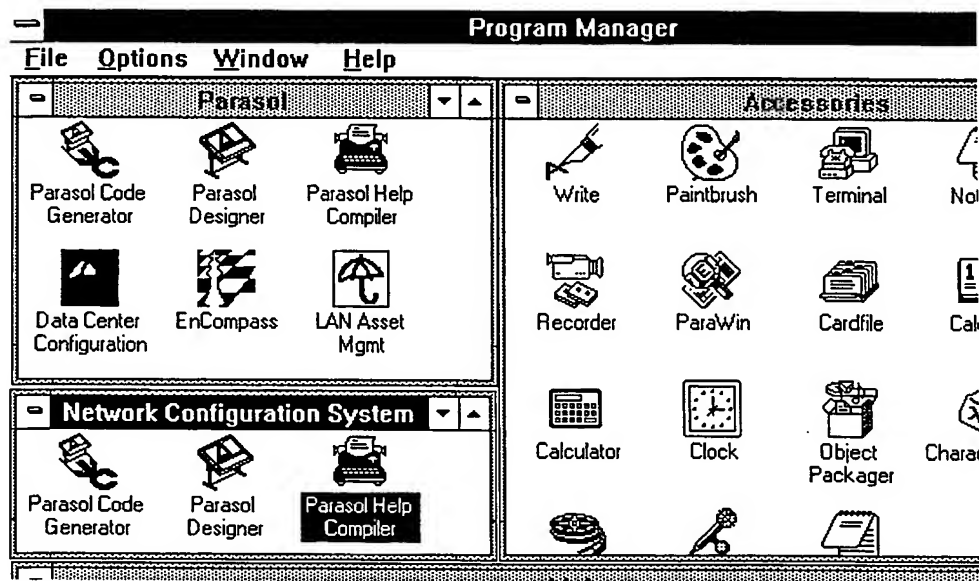 Program Manager
File Options Window Help
Parasol
Parasol Code
Generator
Parasol
Designer
Parasol Help
Compiler
Data Center
Configuration
EnCompass
LAN Asset
Mgmt
Network Configuration System
Parasol Code
Generator
Parasol
Designer
Parasol Help
Compiler
Accessories
Write
Paintbrush
Terminal
Recorder
ParaWin
Cardfile
Calculator
Clock
Object
Packager